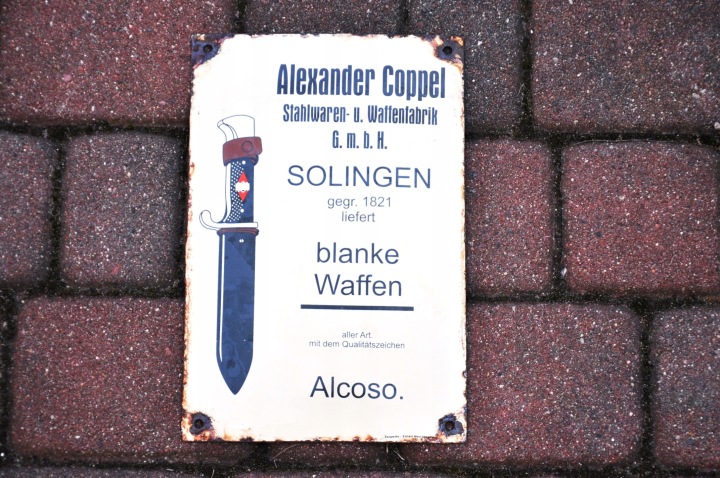 Alexander Coppel
Stahlwaren- u. Waffenfabrik
G. m. b. H.
SOLINGEN
gegr. 1821
liefert
blanke
Waffen
aller Art.
mit dem Qualitätszeichen
Alcoso.